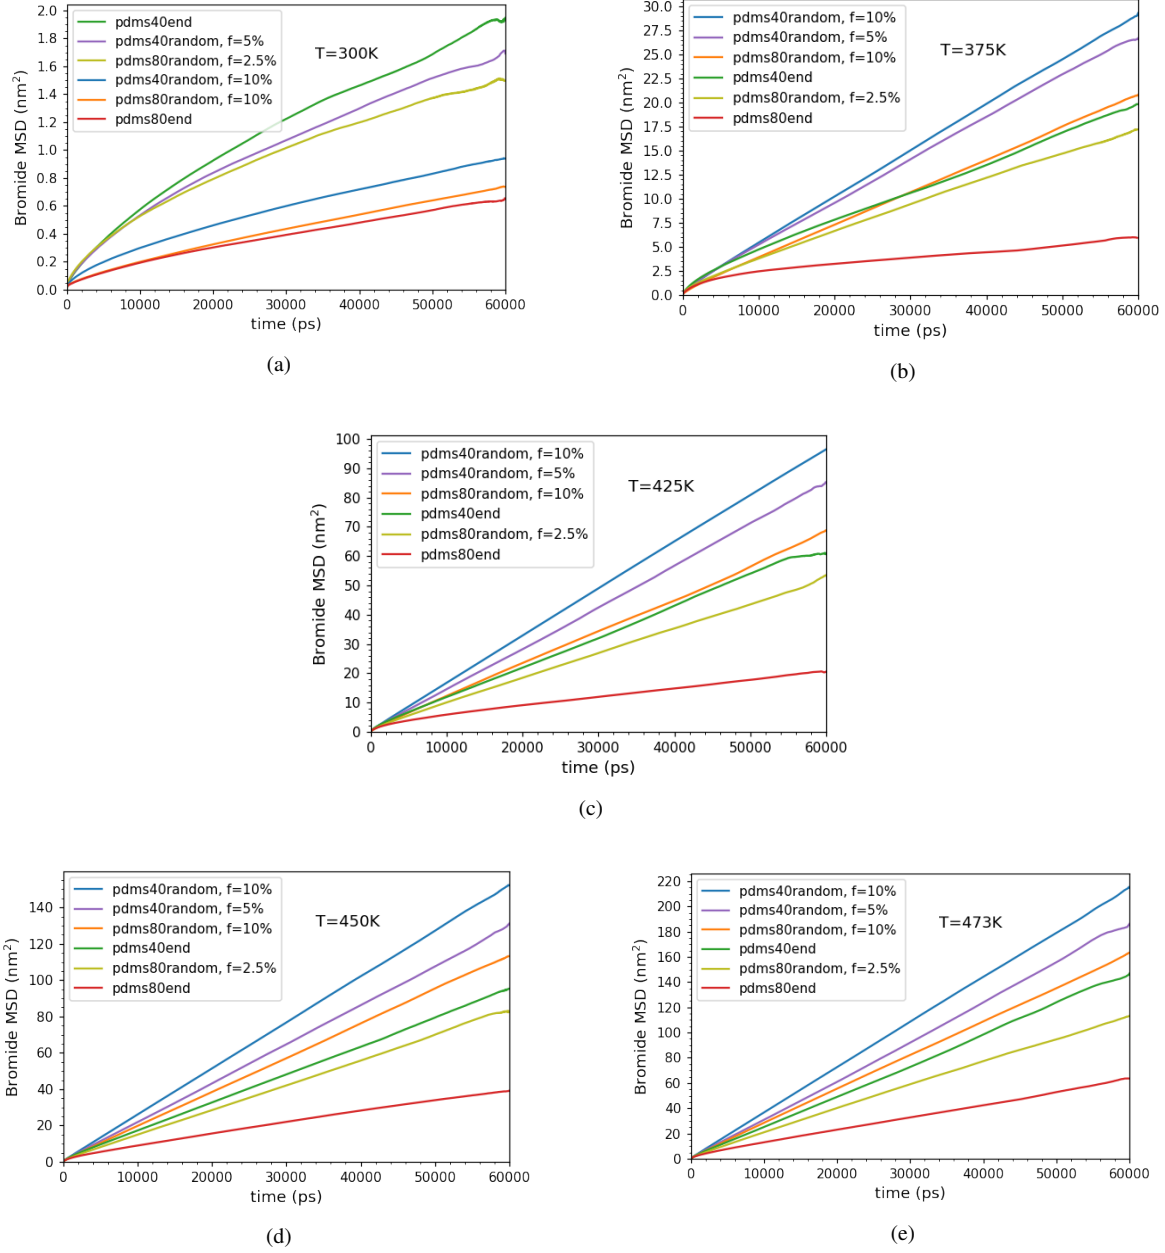 pdms40end
pdms40random, f=5%
pdms80random, f=2.5%
pdms40random, f=10%
pdms80random, f=10%
pdms80end
T=300K
2.0
1.8
1.6
1.4
1.2
1.0
0.8
0.6
0.4
0.2
0.0
Bromide MSD (nm²)
0 10000 20000 30000 40000 50000 60000
time (ps)
(a)
pdms40random, f=10%
pdms40random, f=5%
pdms80random, f=10%
pdms40end
pdms80random, f=2.5%
pdms80end
T=375K
30.0
27.5
25.0
22.5
20.0
17.5
15.0
12.5
10.0
7.5
5.0
2.5
0.0
Bromide MSD (nm²)
0 10000 20000 30000 40000 50000 60000
time (ps)
(b)
pdms40random, f=10%
pdms40random, f=5%
pdms80random, f=10%
pdms40end
pdms80random, f=2.5%
pdms80end
T=425K
100
90
80
70
60
50
40
30
20
10
0
Bromide MSD (nm²)
0 10000 20000 30000 40000 50000 60000
time (ps)
(c)
pdms40random, f=10%
pdms40random, f=5%
pdms80random, f=10%
pdms40end
pdms80random, f=2.5%
pdms80end
T=450K
140
120
100
80
60
40
20
0
Bromide MSD (nm²)
0 10000 20000 30000 40000 50000 60000
time (ps)
(d)
pdms40random, f=10%
pdms40random, f=5%
pdms80random, f=10%
pdms40end
pdms80random, f=2.5%
pdms80end
T=473K
220
200
180
160
140
120
100
80
60
40
20
0
Bromide MSD (nm²)
0 10000 20000 30000 40000 50000 60000
time (ps)
(e)